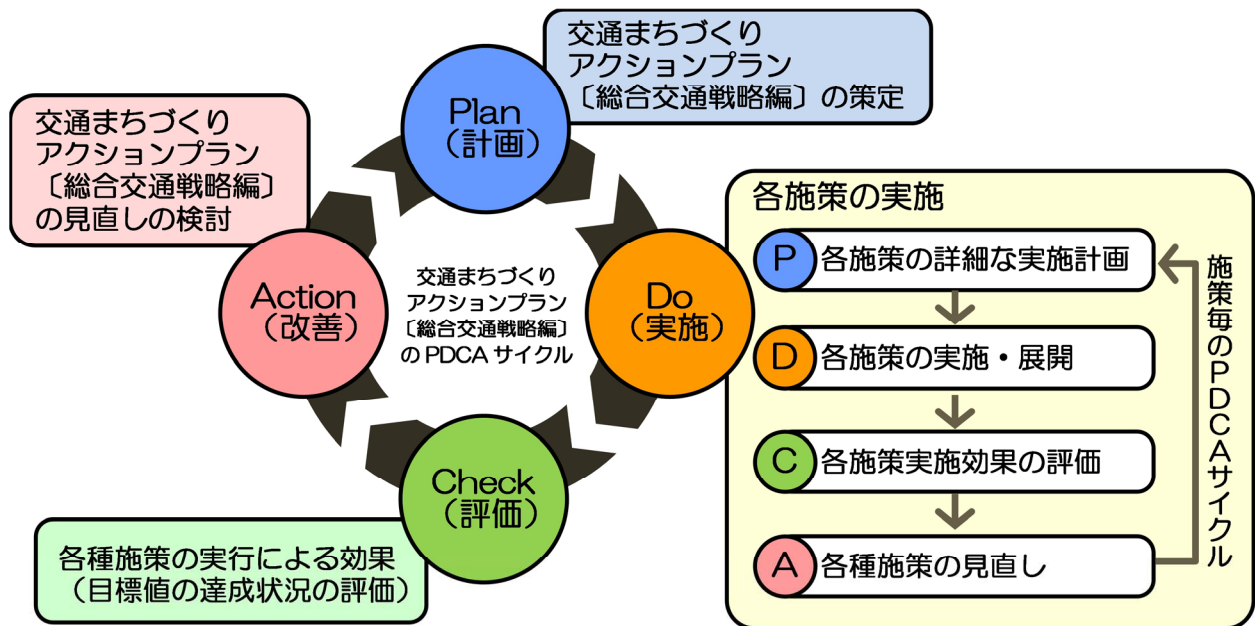 交通まちづくり
アクションプラン
〔総合交通戦略編〕の策定
Plan
(計画)
交通まちづくり
アクションプラン
〔総合交通戦略編〕
の見直しの検討
Action
(改善)
交通まちづくり
アクションプラン
〔総合交通戦略編〕
のPDCAサイクル
Do
(実施)
Check
(評価)
各種施策の実行による効果
(目標値の達成状況の評価)
各施策の実施
P 各施策の詳細な実施計画
D 各施策の実施・展開
C 各施策実施効果の評価
A 各種施策の見直し
施策毎のPDCAサイクル